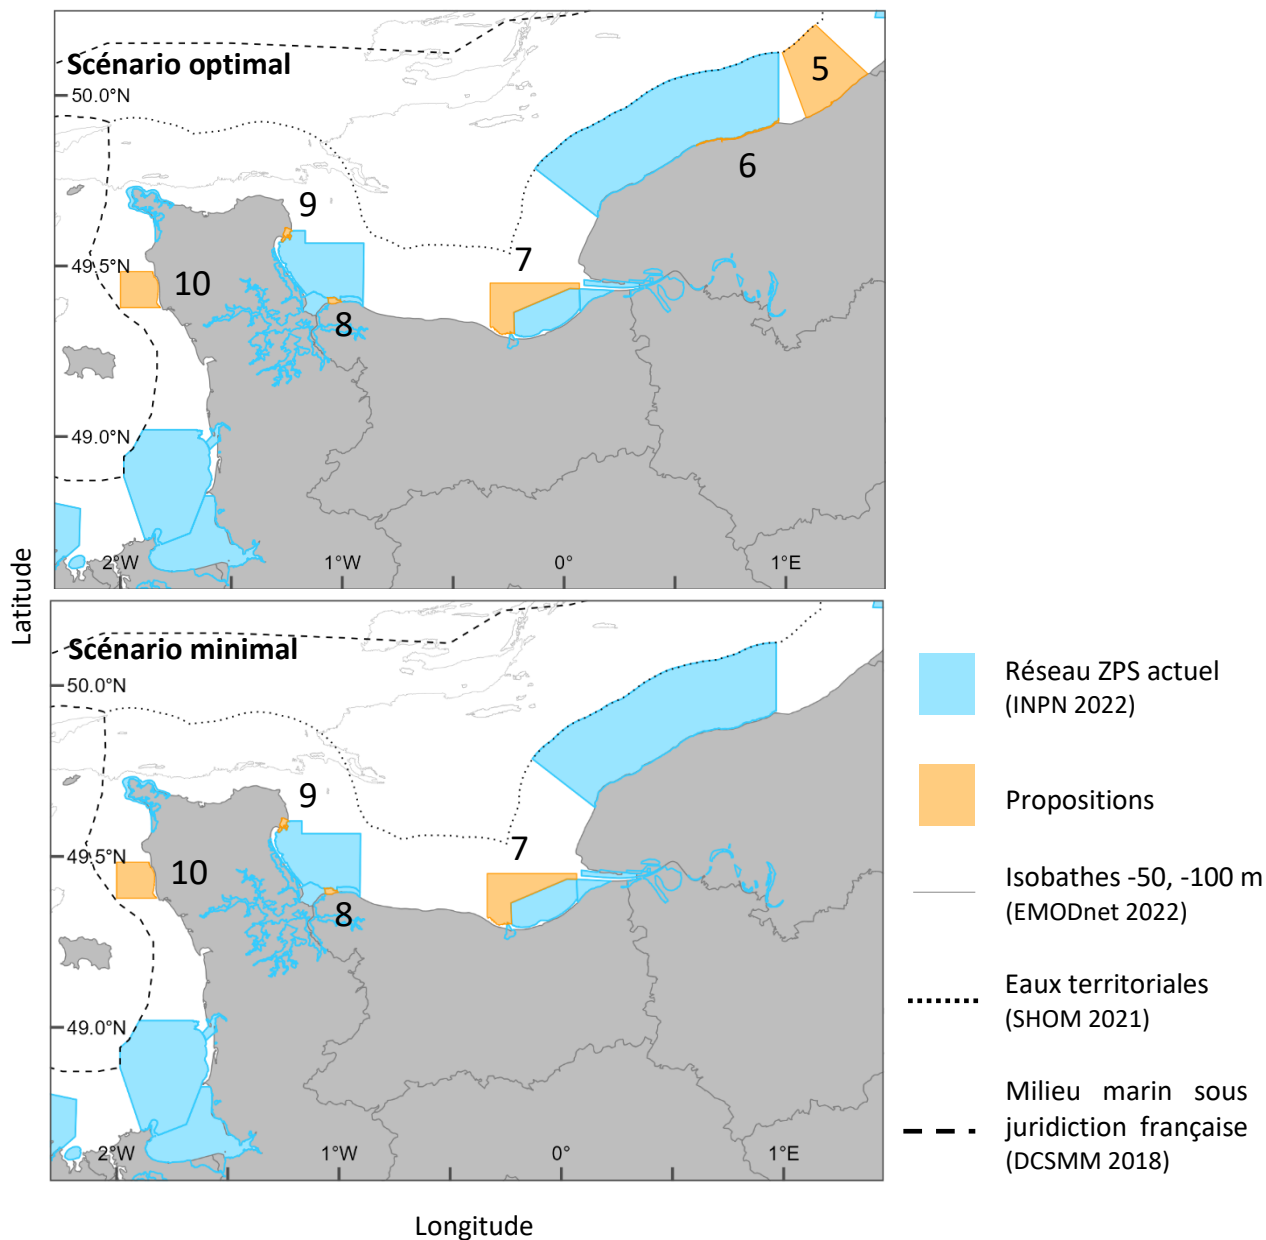 Scénario optimal
50.0°N
5
6
9
49.5°N
7
10
8
49.0°N
2°W
1°W
0°
1°E
Latitude
Scénario minimal
50.0°N
9
49.5°N
7
10
8
49.0°N
2°W
1°W
0°
1°E
Longitude
Réseau ZPS actuel
(INPN 2022)
Propositions
Isobathes -50, -100 m
(EMODnet 2022)
Eaux territoriales
(SHOM 2021)
Milieu marin sous
juridiction française
(DCSMM 2018)